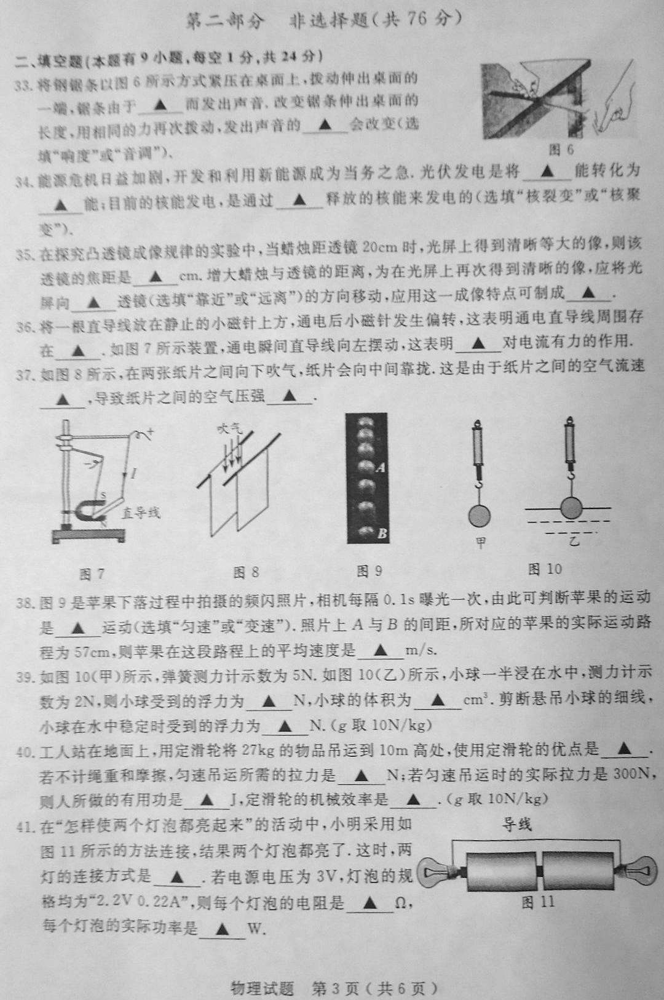 第二部分 非选择题(共 76 分)
二、填空题(本题有 9 小题,每空 1 分,共 24 分)
33. 将钢锯条以图 6 所示方式紧压在桌面上,拨动伸出桌面的
一端,锯条由于 ▲ 而发出声音. 改变锯条伸出桌面的
长度,用相同的力再次拨动,发出声音的 ▲ 会改变(选
填“响度”或“音调”).
图 6
34. 能源危机日益加剧,开发和利用新能源成为当务之急. 光伏发电是将 ▲ 能转化为
▲ 能;目前的核能发电,是通过 ▲ 释放的核能来发电的(选填“核裂变”或“核聚
变”).
35. 在探究凸透镜成像规律的实验中,当蜡烛距透镜 20cm 时,光屏上得到清晰等大的像,则该
透镜的焦距是 ▲ cm. 增大蜡烛与透镜的距离,为在光屏上再次得到清晰的像,应将光
屏向 ▲ 透镜(选填“靠近”或“远离”)的方向移动,应用这一成像特点可制成 ▲ .
36. 将一根直导线放在静止的小磁针上方,通电后小磁针发生偏转,这表明通电直导线周围存
在 ▲ . 如图 7 所示装置,通电瞬间直导线向左摆动,这表明 ▲ 对电流有力的作用.
37. 如图 8 所示,在两张纸片之间向下吹气,纸片会向中间靠拢. 这是由于纸片之间的空气流速
▲ ,导致纸片之间的空气压强 ▲ .
+
−
I
S
N
直导线
吹气
A
B
甲
乙
图 7
图 8
图 9
图 10
38. 图 9 是苹果下落过程中拍摄的频闪照片,相机每隔 0.1s 曝光一次,由此可判断苹果的运动
是 ▲ 运动(选填“匀速”或“变速”). 照片上 A 与 B 的间距,所对应的苹果的实际运动路
程为 57cm,则苹果在这段路程上的平均速度是 ▲ m/s.
39. 如图 10(甲)所示,弹簧测力计示数为 5N. 如图 10(乙)所示,小球一半浸在水中,测力计示
数为 2N,则小球受到的浮力为 ▲ N,小球的体积为 ▲ cm³. 剪断悬吊小球的细线,
小球在水中稳定时受到的浮力为 ▲ N. (g 取 10N/kg)
40. 工人站在地面上,用定滑轮将 27kg 的物品吊运到 10m 高处,使用定滑轮的优点是 ▲ .
若不计绳重和摩擦,匀速吊运所需的拉力是 ▲ N;若匀速吊运时的实际拉力是 300N,
则人所做的有用功是 ▲ J,定滑轮的机械效率是 ▲ . (g 取 10N/kg)
41. 在“怎样使两个灯泡都亮起来”的活动中,小明采用如
图 11 所示的方法连接,结果两个灯泡都亮了. 这时,两
灯的连接方式是 ▲ . 若电源电压为 3V,灯泡的规
格均为“2.2V 0.22A”,则每个灯泡的电阻是 ▲ Ω,
每个灯泡的实际功率是 ▲ W.
导线
图 11
物理试题 第 3 页 ( 共 6 页 )